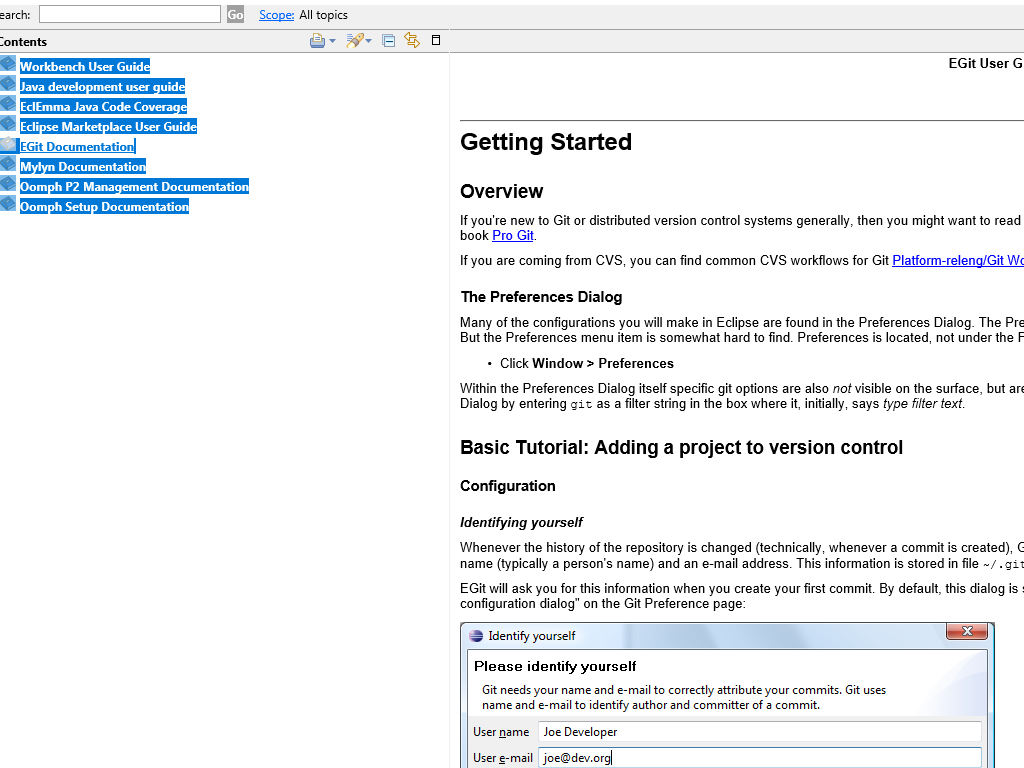 earch: Go Scope: All topics
Contents
Workbench User Guide
Java development user guide
EclEmma Java Code Coverage
Eclipse Marketplace User Guide
EGit Documentation
Mylyn Documentation
Oomph P2 Management Documentation
Oomph Setup Documentation
EGit User G
Getting Started
Overview
If you're new to Git or distributed version control systems generally, then you might want to read
book Pro Git.
If you are coming from CVS, you can find common CVS workflows for Git Platform-releng/Git Wo
The Preferences Dialog
Many of the configurations you will make in Eclipse are found in the Preferences Dialog. The Pre
But the Preferences menu item is somewhat hard to find. Preferences is located, not under the F
• Click Window > Preferences
Within the Preferences Dialog itself specific git options are also not visible on the surface, but are
Dialog by entering git as a filter string in the box where it, initially, says type filter text.
Basic Tutorial: Adding a project to version control
Configuration
Identifying yourself
Whenever the history of the repository is changed (technically, whenever a commit is created), G
name (typically a person's name) and an e-mail address. This information is stored in file ~/.git
EGit will ask you for this information when you create your first commit. By default, this dialog is s
configuration dialog" on the Git Preference page:
Identify yourself
Please identify yourself
Git needs your name and e-mail to correctly attribute your commits. Git uses
name and e-mail to identify author and committer of a commit.
User name Joe Developer
User e-mail joe@dev.org